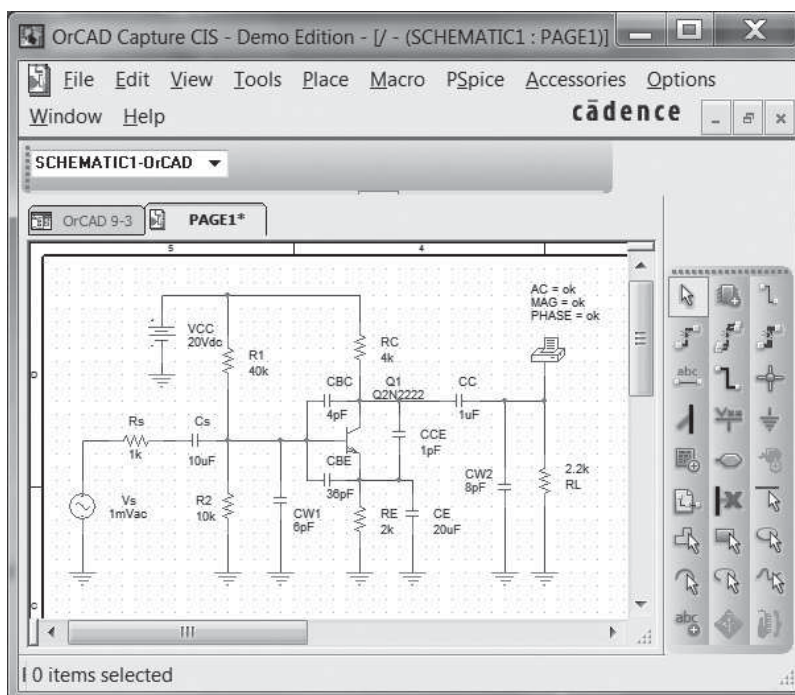 OrCAD Capture CIS - Demo Edition - [/ - (SCHEMATIC1 : PAGE1)]
File Edit View Tools Place Macro PSpice Accessories Options
Window Help
cādence
SCHEMATIC1-OrCAD
OrCAD 9-3
PAGE1*
5 4
AC = ok
MAG = ok
PHASE = ok
VCC
20Vdc
R1
40k
RC
4k
D
CBC
4pF
Q1
Q2N2222
CC
1uF
Rs
1k
Cs
10uF
CCE
1pF
CBE
36pF
Vs
1mVac
R2
10k
CW1
6pF
RE
2k
CE
20uF
CW2
8pF
2.2k
RL
C
abc
abc
0 items selected